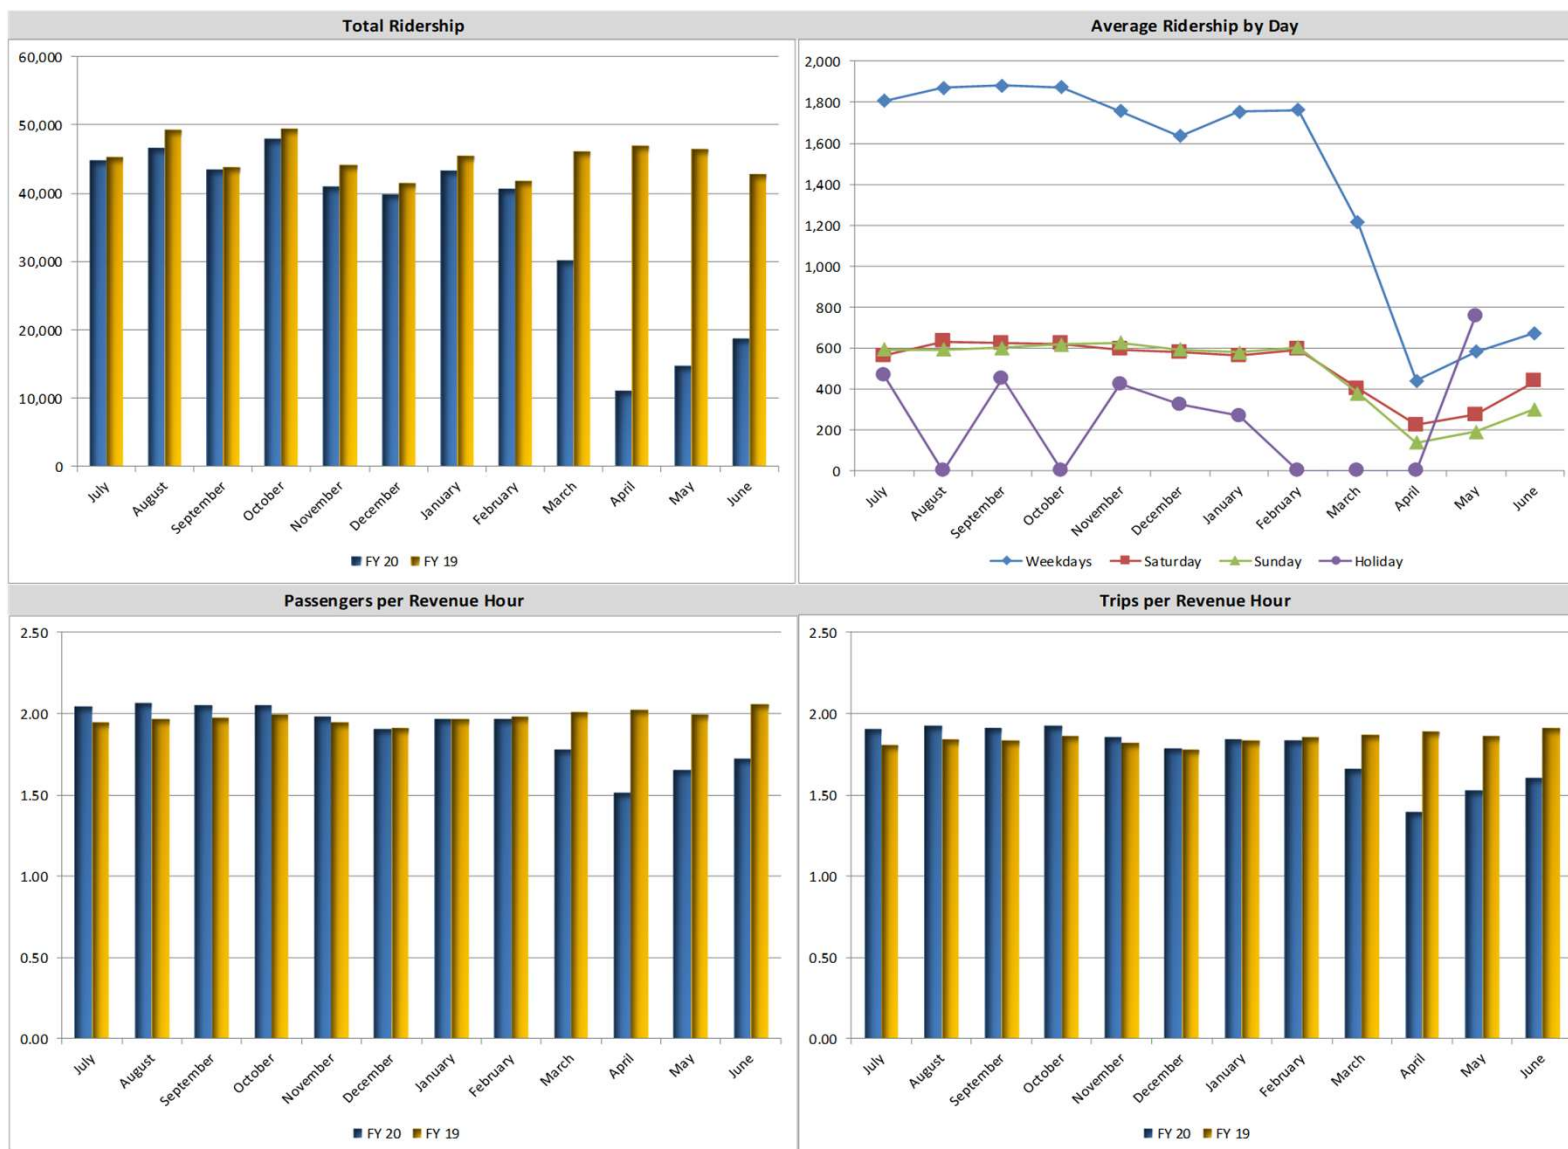 Total Ridership
60,000
50,000
40,000
30,000
20,000
10,000
0
July August September October November December January February March April May June
FY 20 FY 19
Average Ridership by Day
2,000
1,800
1,600
1,400
1,200
1,000
800
600
400
200
0
July August September October November December January February March April May June
Weekdays Saturday Sunday Holiday
Passengers per Revenue Hour
2.50
2.00
1.50
1.00
0.50
0.00
July August September October November December January February March April May June
FY 20 FY 19
Trips per Revenue Hour
2.50
2.00
1.50
1.00
0.50
0.00
July August September October November December January February March April May June
FY 20 FY 19